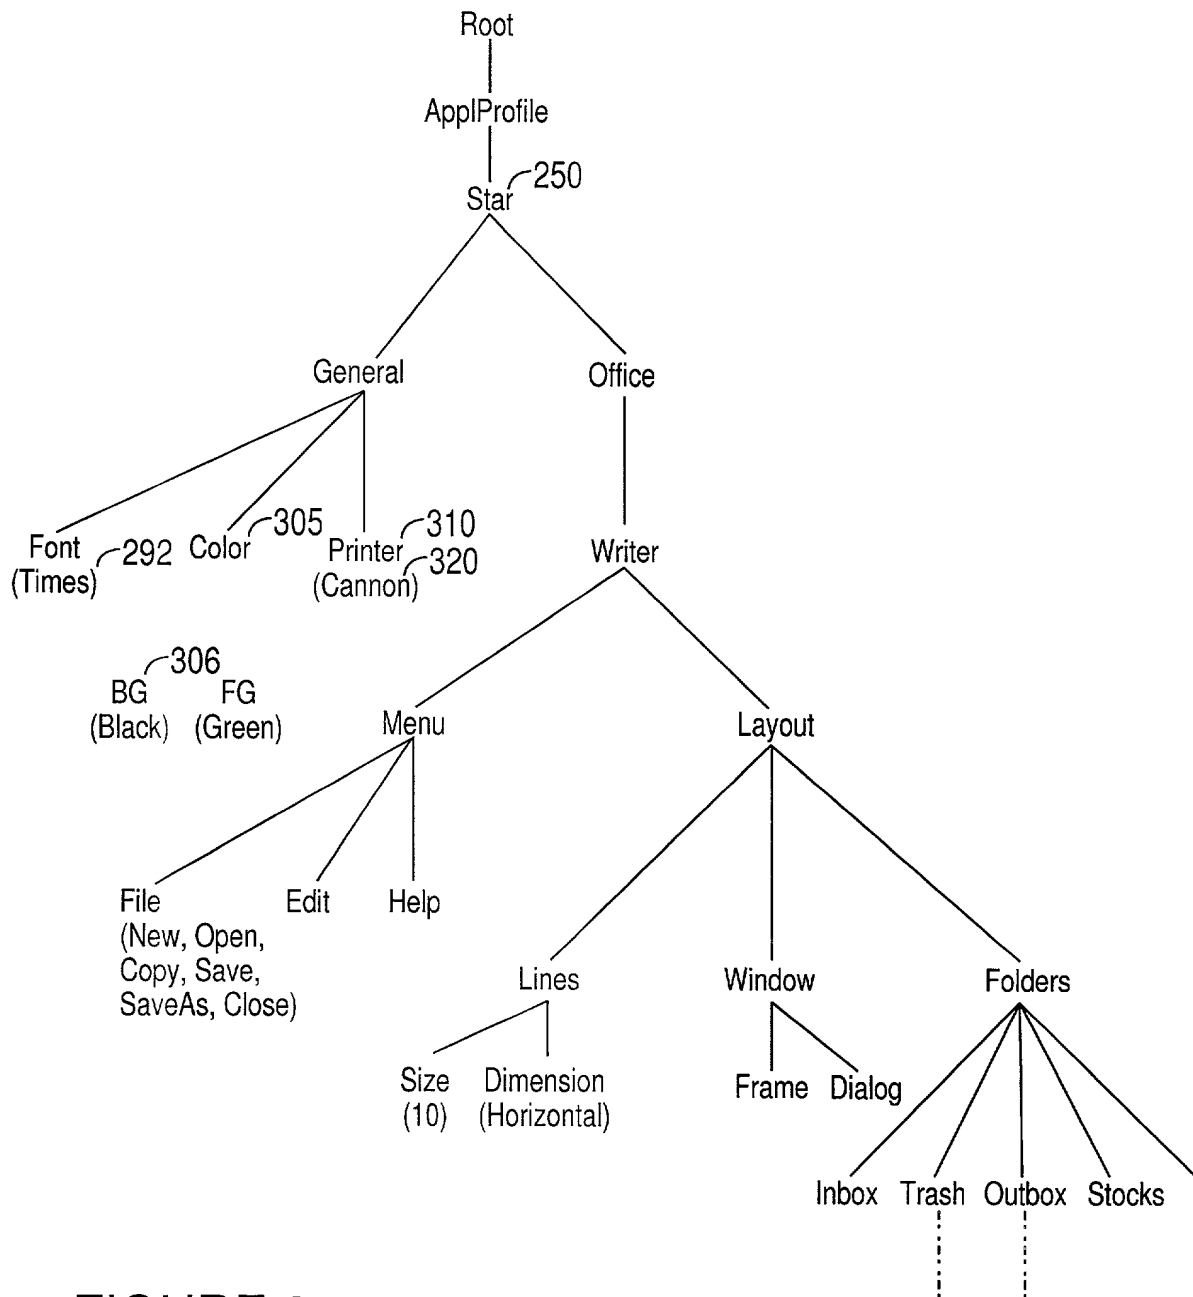 Root
ApplProfile
Star 250
General Office
Font Color 305 Printer 310 Writer
(Times) 292 (Cannon) 320
306
BG FG
(Black) (Green)
Menu Layout
File Edit Help
(New, Open,
Copy, Save,
SaveAs, Close)
Lines Window Folders
Size Dimension Frame Dialog
(10) (Horizontal)
Inbox Trash Outbox Stocks
FIGURE